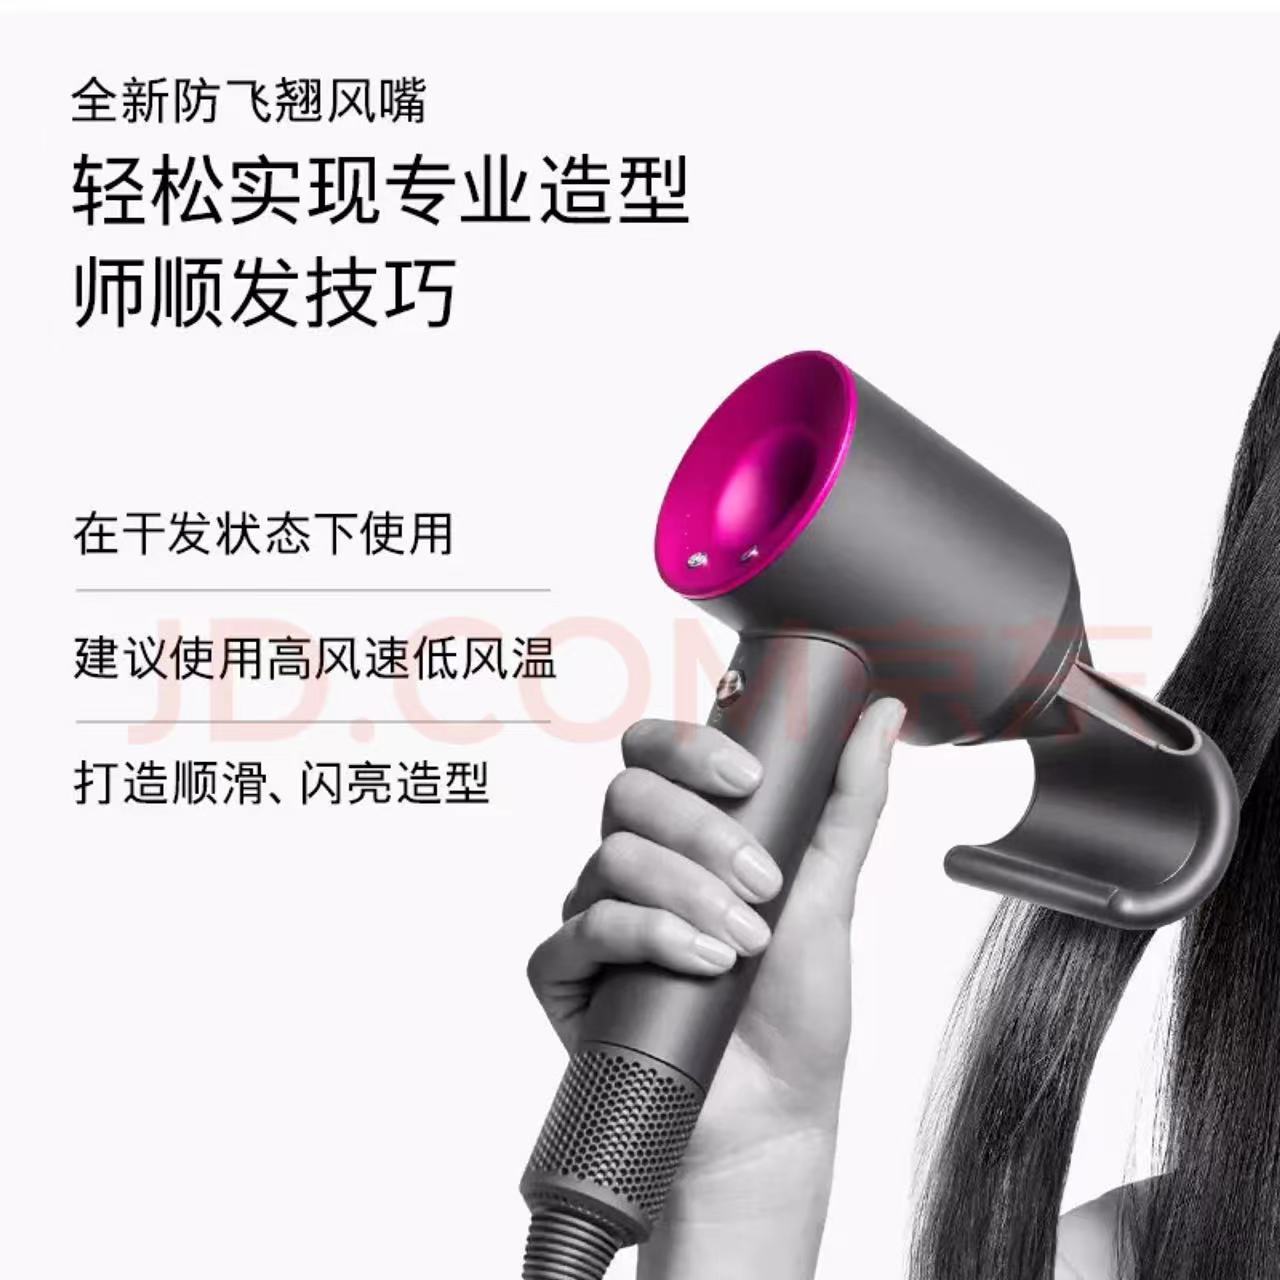 全新防飞翘风嘴
轻松实现专业造型
师顺发技巧
在干发状态下使用
建议使用高风速低风温
打造顺滑、闪亮造型
JD.COM京东